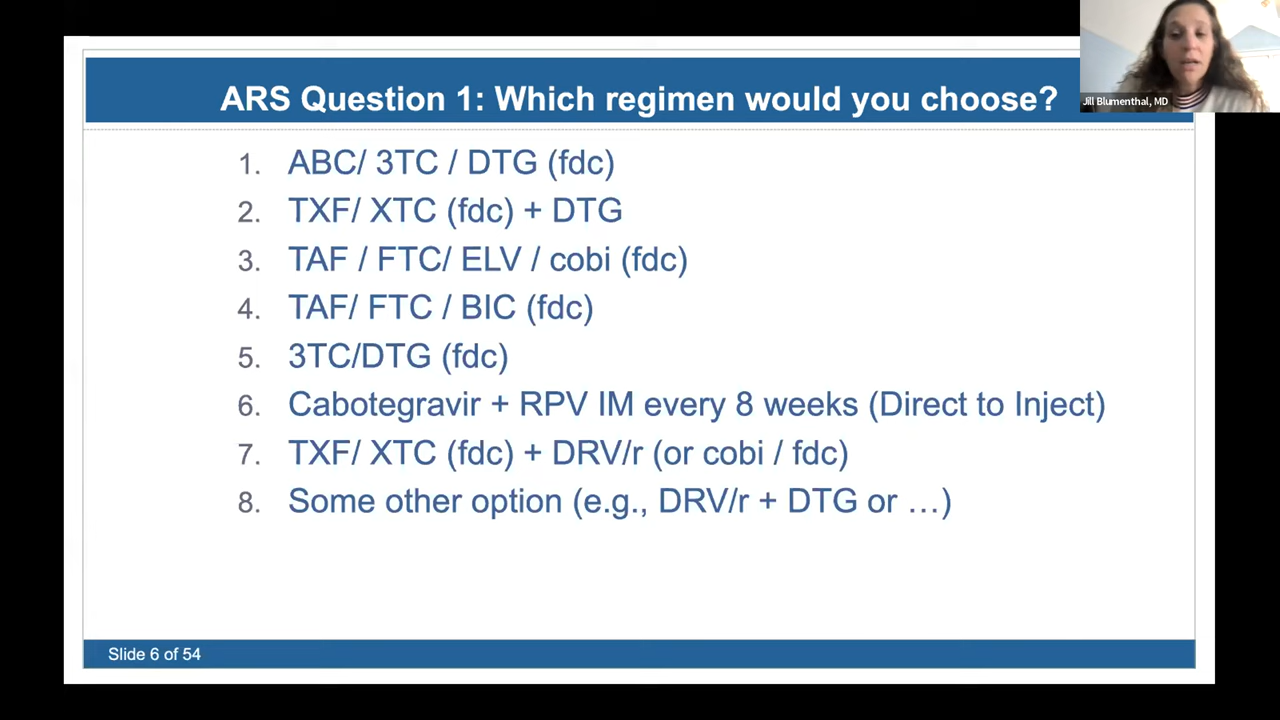 ARS Question 1: Which regimen would you choose?
Jill Blumenthal, MD
1. ABC/ 3TC / DTG (fdc)
2. TXF/ XTC (fdc) + DTG
3. TAF / FTC/ ELV / cobi (fdc)
4. TAF/ FTC / BIC (fdc)
5. 3TC/DTG (fdc)
6. Cabotegravir + RPV IM every 8 weeks (Direct to Inject)
7. TXF/ XTC (fdc) + DRV/r (or cobi / fdc)
8. Some other option (e.g., DRV/r + DTG or …)
Slide 6 of 54